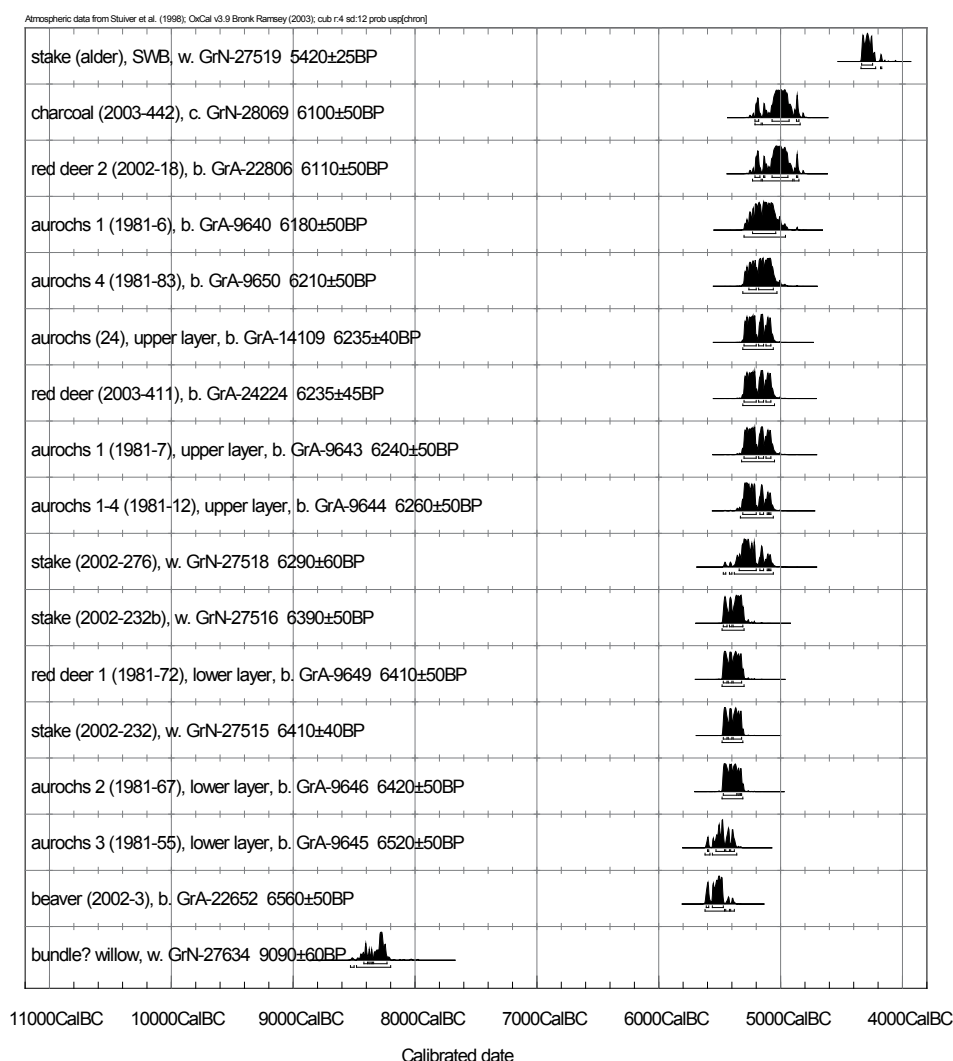 Atmospheric data from Stuiver et al. (1998); OxCal v3.9 Bronk Ramsey (2003); cub r:4 sd:12 prob usp[chron]
stake (alder), SWB, w. GrN-27519 5420±25BP
charcoal (2003-442), c. GrN-28069 6100±50BP
red deer 2 (2002-18), b. GrA-22806 6110±50BP
aurochs 1 (1981-6), b. GrA-9640 6180±50BP
aurochs 4 (1981-83), b. GrA-9650 6210±50BP
aurochs (24), upper layer, b. GrA-14109 6235±40BP
red deer (2003-411), b. GrA-24224 6235±45BP
aurochs 1 (1981-7), upper layer, b. GrA-9643 6240±50BP
aurochs 1-4 (1981-12), upper layer, b. GrA-9644 6260±50BP
stake (2002-276), w. GrN-27518 6290±60BP
stake (2002-232b), w. GrN-27516 6390±50BP
red deer 1 (1981-72), lower layer, b. GrA-9649 6410±50BP
stake (2002-232), w. GrN-27515 6410±40BP
aurochs 2 (1981-67), lower layer, b. GrA-9646 6420±50BP
aurochs 3 (1981-55), lower layer, b. GrA-9645 6520±50BP
beaver (2002-3), b. GrA-22652 6560±50BP
bundle? willow, w. GrN-27634 9090±60BP
11000CalBC 10000CalBC 9000CalBC 8000CalBC 7000CalBC 6000CalBC 5000CalBC 4000CalBC
Calibrated date